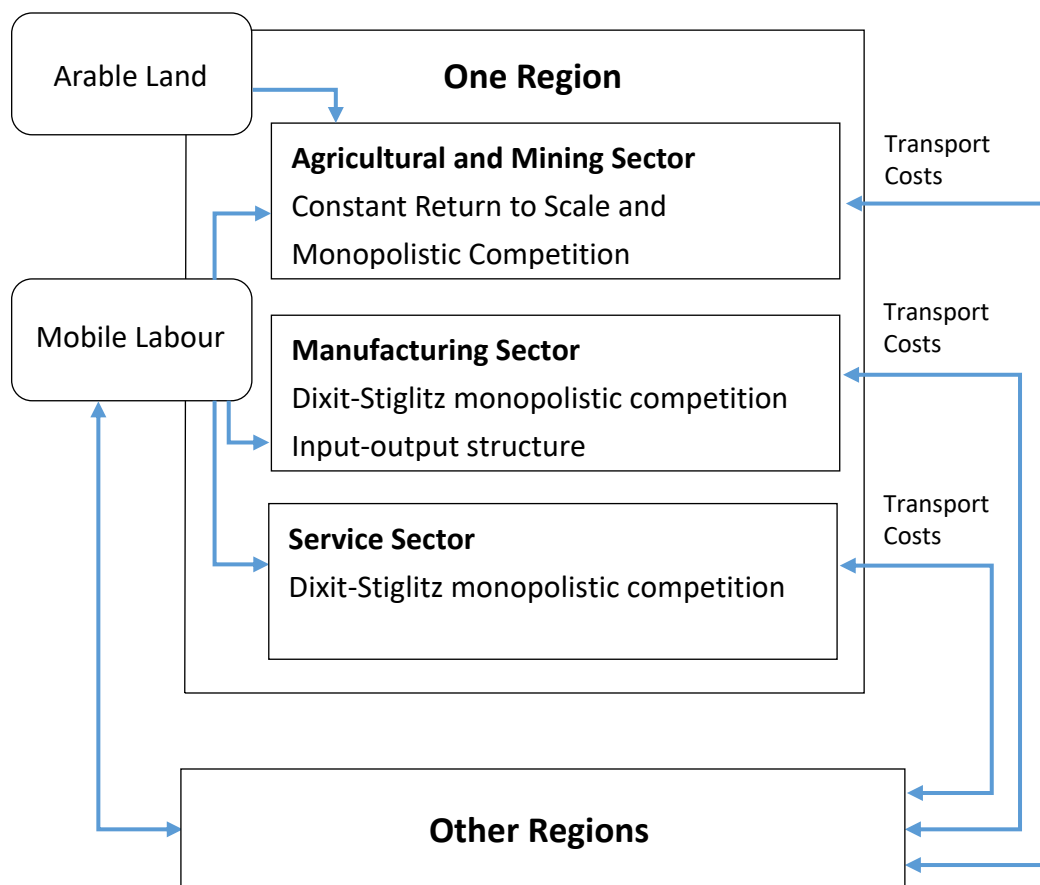 Arable Land
One Region
Agricultural and Mining Sector
Constant Return to Scale and
Monopolistic Competition
Transport
Costs
Mobile Labour
Manufacturing Sector
Dixit-Stiglitz monopolistic competition
Input-output structure
Transport
Costs
Service Sector
Dixit-Stiglitz monopolistic competition
Transport
Costs
Other Regions